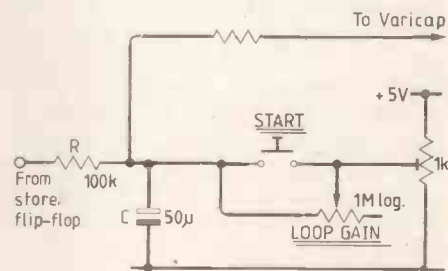 To Varicap
+5V
START
R
100k
1k
From
store,
flip-flop
C
50μ
1M log.
LOOP GAIN